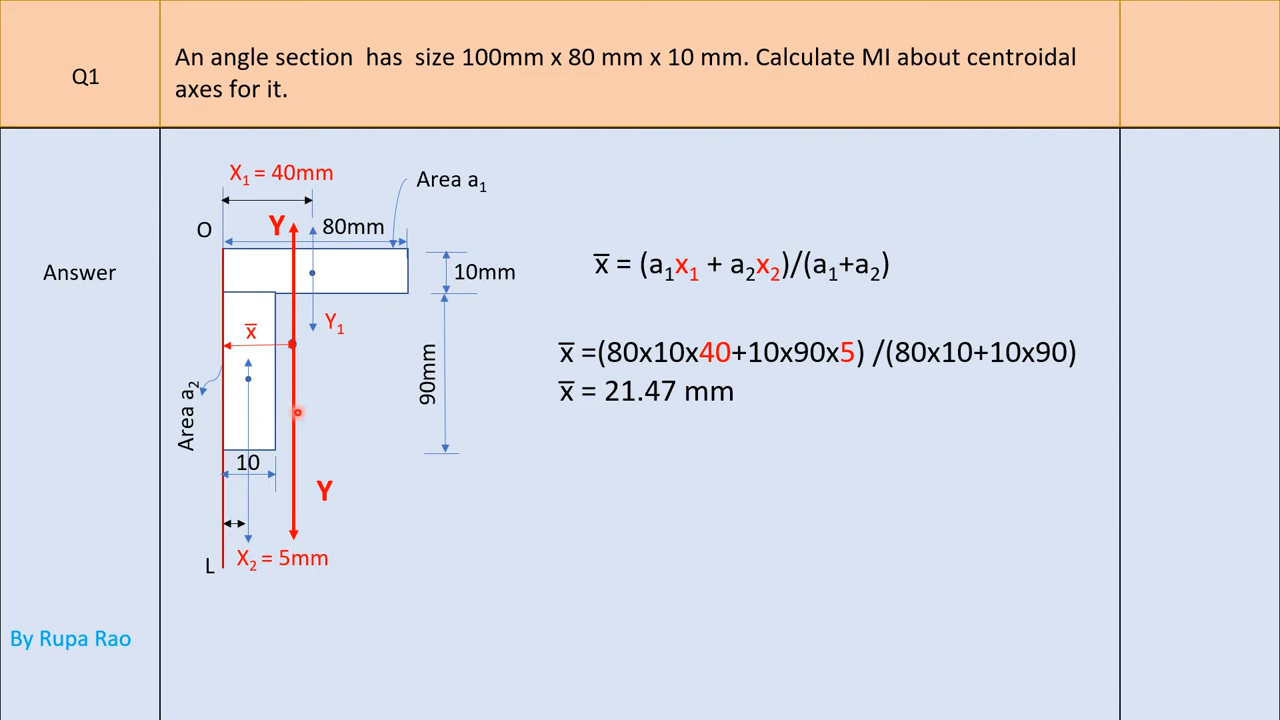 Q1
An angle section has size 100mm x 80 mm x 10 mm. Calculate MI about centroidal
axes for it.
Answer
X₁ = 40mm
Area a₁
O
Y
80mm
10mm
x̅
Y₁
90mm
Area a₂
10
Y
L
X₂ = 5mm
x̅ = (a₁x₁ + a₂x₂)/(a₁+a₂)
x̅ =(80x10x40+10x90x5) /(80x10+10x90)
x̅ = 21.47 mm
By Rupa Rao